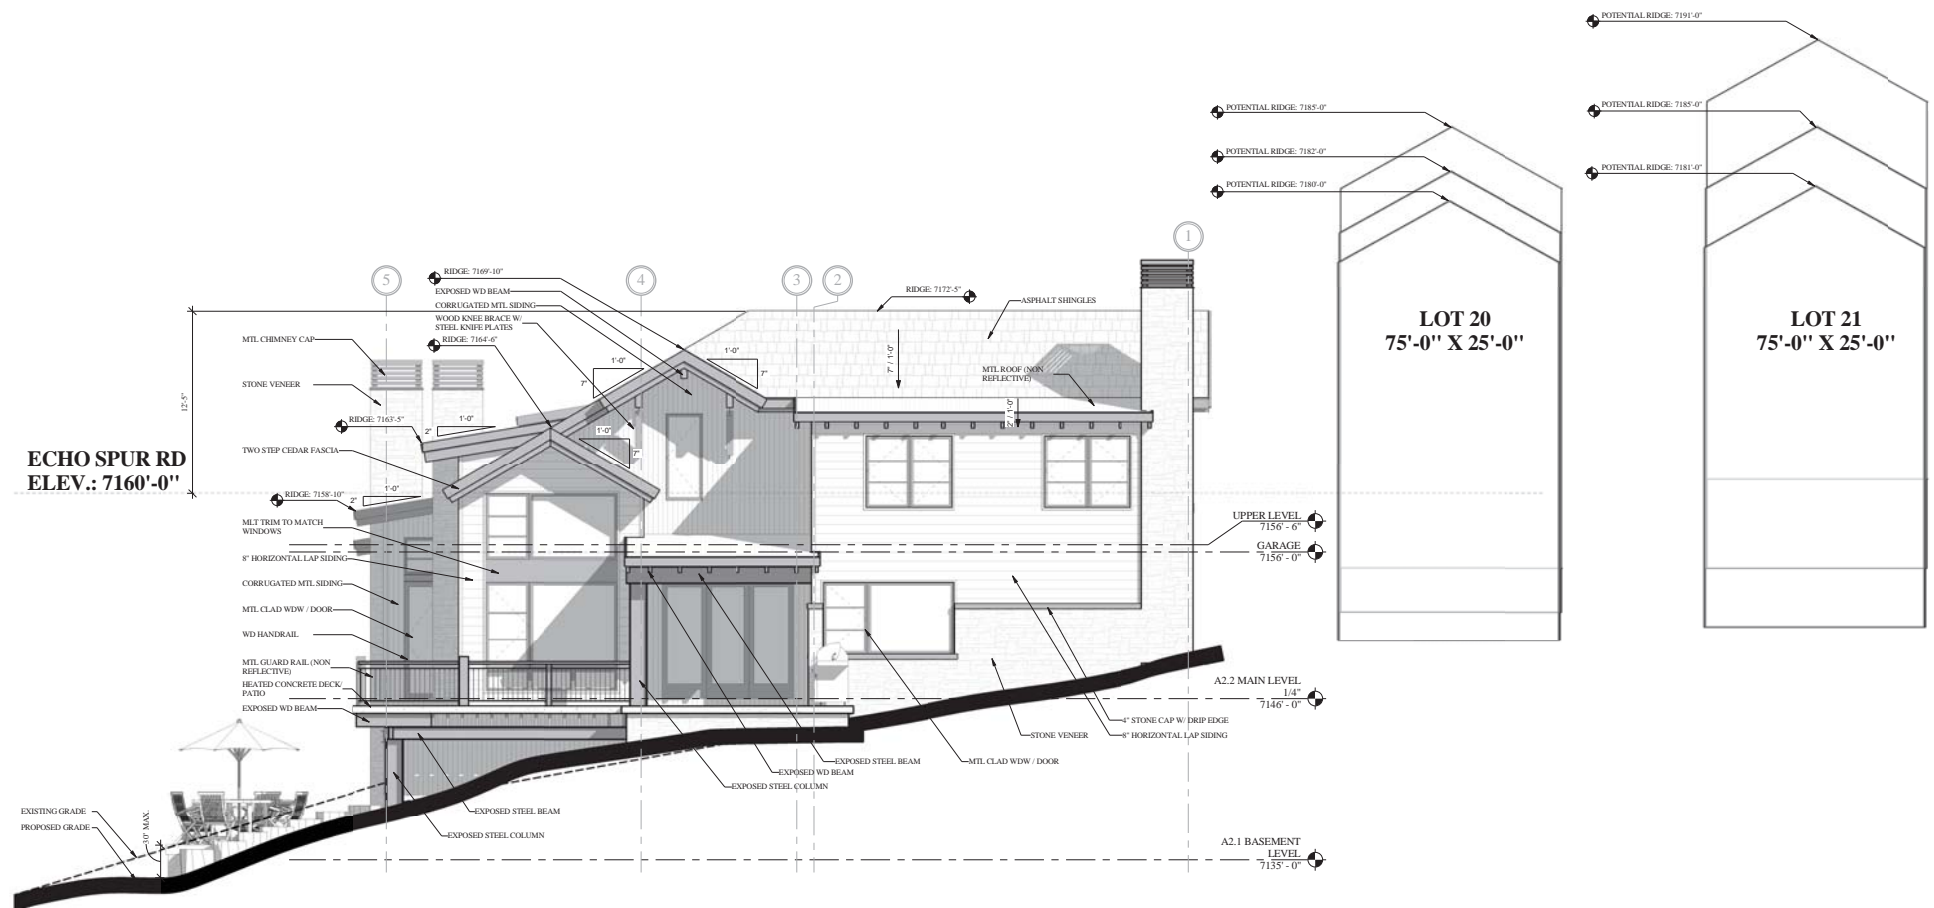 POTENTIAL RIDGE: 7191'-0"
POTENTIAL RIDGE: 7185'-0"
POTENTIAL RIDGE: 7181'-0"
POTENTIAL RIDGE: 7185'-0"
POTENTIAL RIDGE: 7182'-0"
POTENTIAL RIDGE: 7180'-0"
LOT 20
75'-0" X 25'-0"
LOT 21
75'-0" X 25'-0"
5
4
3
2
1
RIDGE: 7169'-10"
EXPOSED WD BEAM
CORRUGATED MTL SIDING
WOOD KNEE BRACE W/
STEEL KNIFE PLATES
RIDGE: 7164'-6"
RIDGE: 7172'-5"
ASPHALT SHINGLES
MTL ROOF (NON
REFLECTIVE)
7" / 1'-0"
2" / 1'-0"
1'-0"
7"
1'-0"
7"
1'-0"
7"
1'-0"
2"
1'-0"
2"
12'-5"
MTL CHIMNEY CAP
STONE VENEER
RIDGE: 7163'-5"
TWO STEP CEDAR FASCIA
ECHO SPUR RD
ELEV.: 7160'-0"
RIDGE: 7158'-10"
MLT TRIM TO MATCH
WINDOWS
8" HORIZONTAL LAP SIDING
CORRUGATED MTL SIDING
MTL CLAD WDW / DOOR
WD HANDRAIL
MTL GUARD RAIL (NON
REFLECTIVE)
HEATED CONCRETE DECK/
PATIO
EXPOSED WD BEAM
UPPER LEVEL
7156' - 6"
GARAGE
7156' - 0"
A2.2 MAIN LEVEL
1/4"
7146' - 0"
A2.1 BASEMENT
LEVEL
7135' - 0"
4" STONE CAP W/ DRIP EDGE
8" HORIZONTAL LAP SIDING
STONE VENEER
MTL CLAD WDW / DOOR
EXPOSED STEEL BEAM
EXPOSED WD BEAM
EXPOSED STEEL COLUMN
EXPOSED STEEL BEAM
EXPOSED STEEL COLUMN
EXISTING GRADE
PROPOSED GRADE
30" MAX.